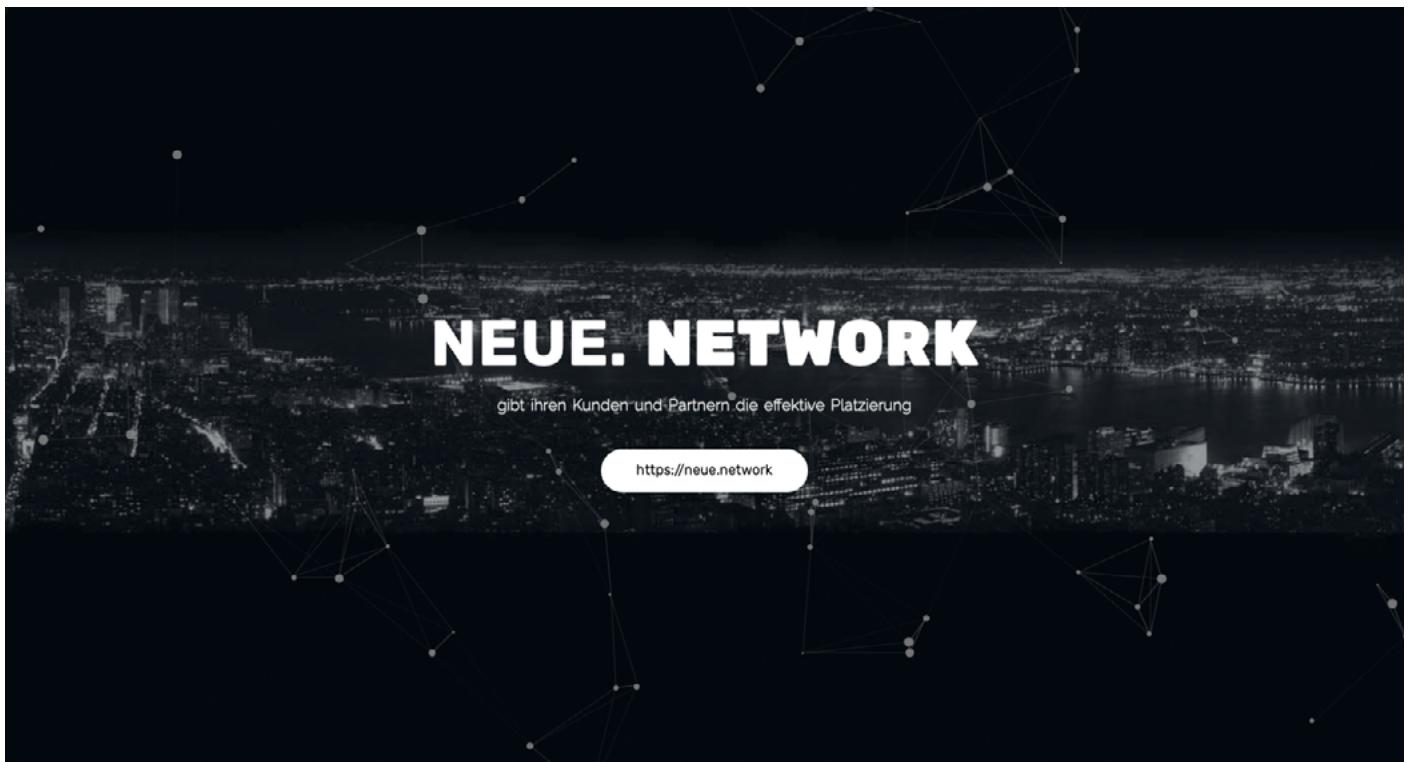 NEUE. NETWORK
gibt ihren Kunden und Partnern die effektive Platzierung
https://neue.network